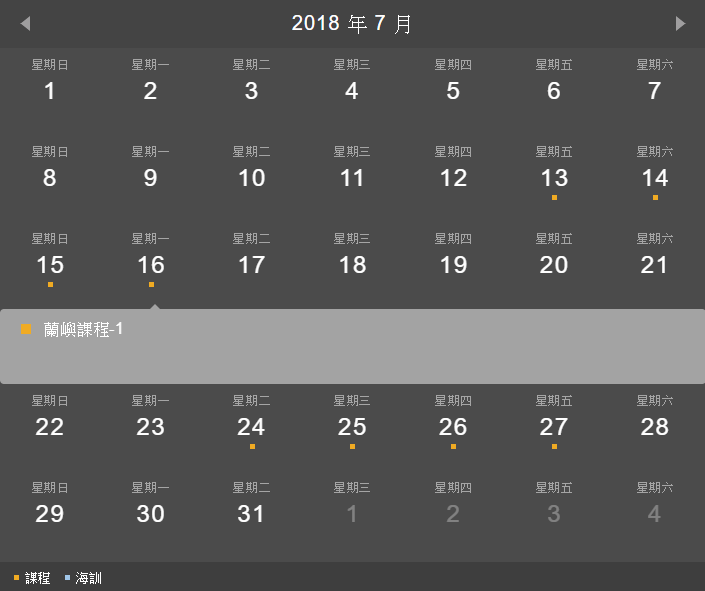 2018 年 7 月
星期日 星期一 星期二 星期三 星期四 星期五 星期六
1 2 3 4 5 6 7
星期日 星期一 星期二 星期三 星期四 星期五 星期六
8 9 10 11 12 13 14
星期日 星期一 星期二 星期三 星期四 星期五 星期六
15 16 17 18 19 20 21
蘭嶼課程-1
星期日 星期一 星期二 星期三 星期四 星期五 星期六
22 23 24 25 26 27 28
星期日 星期一 星期二 星期三 星期四 星期五 星期六
29 30 31 1 2 3 4
課程 海訓